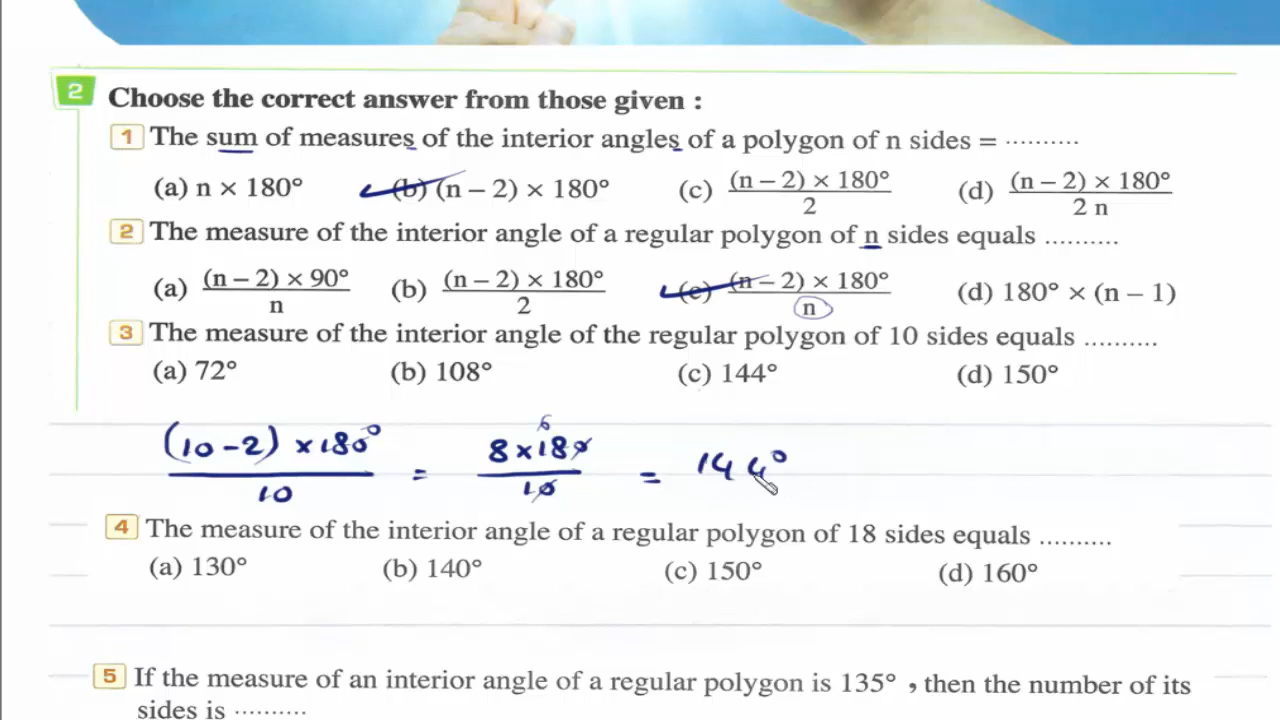 2 Choose the correct answer from those given :
1 The sum of measures of the interior angles of a polygon of n sides = ..........
(a) n × 180° (b) (n – 2) × 180° (c) (n – 2) × 180° / 2 (d) (n – 2) × 180° / 2 n
2 The measure of the interior angle of a regular polygon of n sides equals ..........
(a) (n – 2) × 90° / n (b) (n – 2) × 180° / 2 (c) (n – 2) × 180° / n (d) 180° × (n – 1)
3 The measure of the interior angle of the regular polygon of 10 sides equals ..........
(a) 72° (b) 108° (c) 144° (d) 150°
(10 - 2) × 180° / 10 = 8 × 180 / 10 = 144°
4 The measure of the interior angle of a regular polygon of 18 sides equals ..........
(a) 130° (b) 140° (c) 150° (d) 160°
5 If the measure of an interior angle of a regular polygon is 135° , then the number of its
sides is ..........